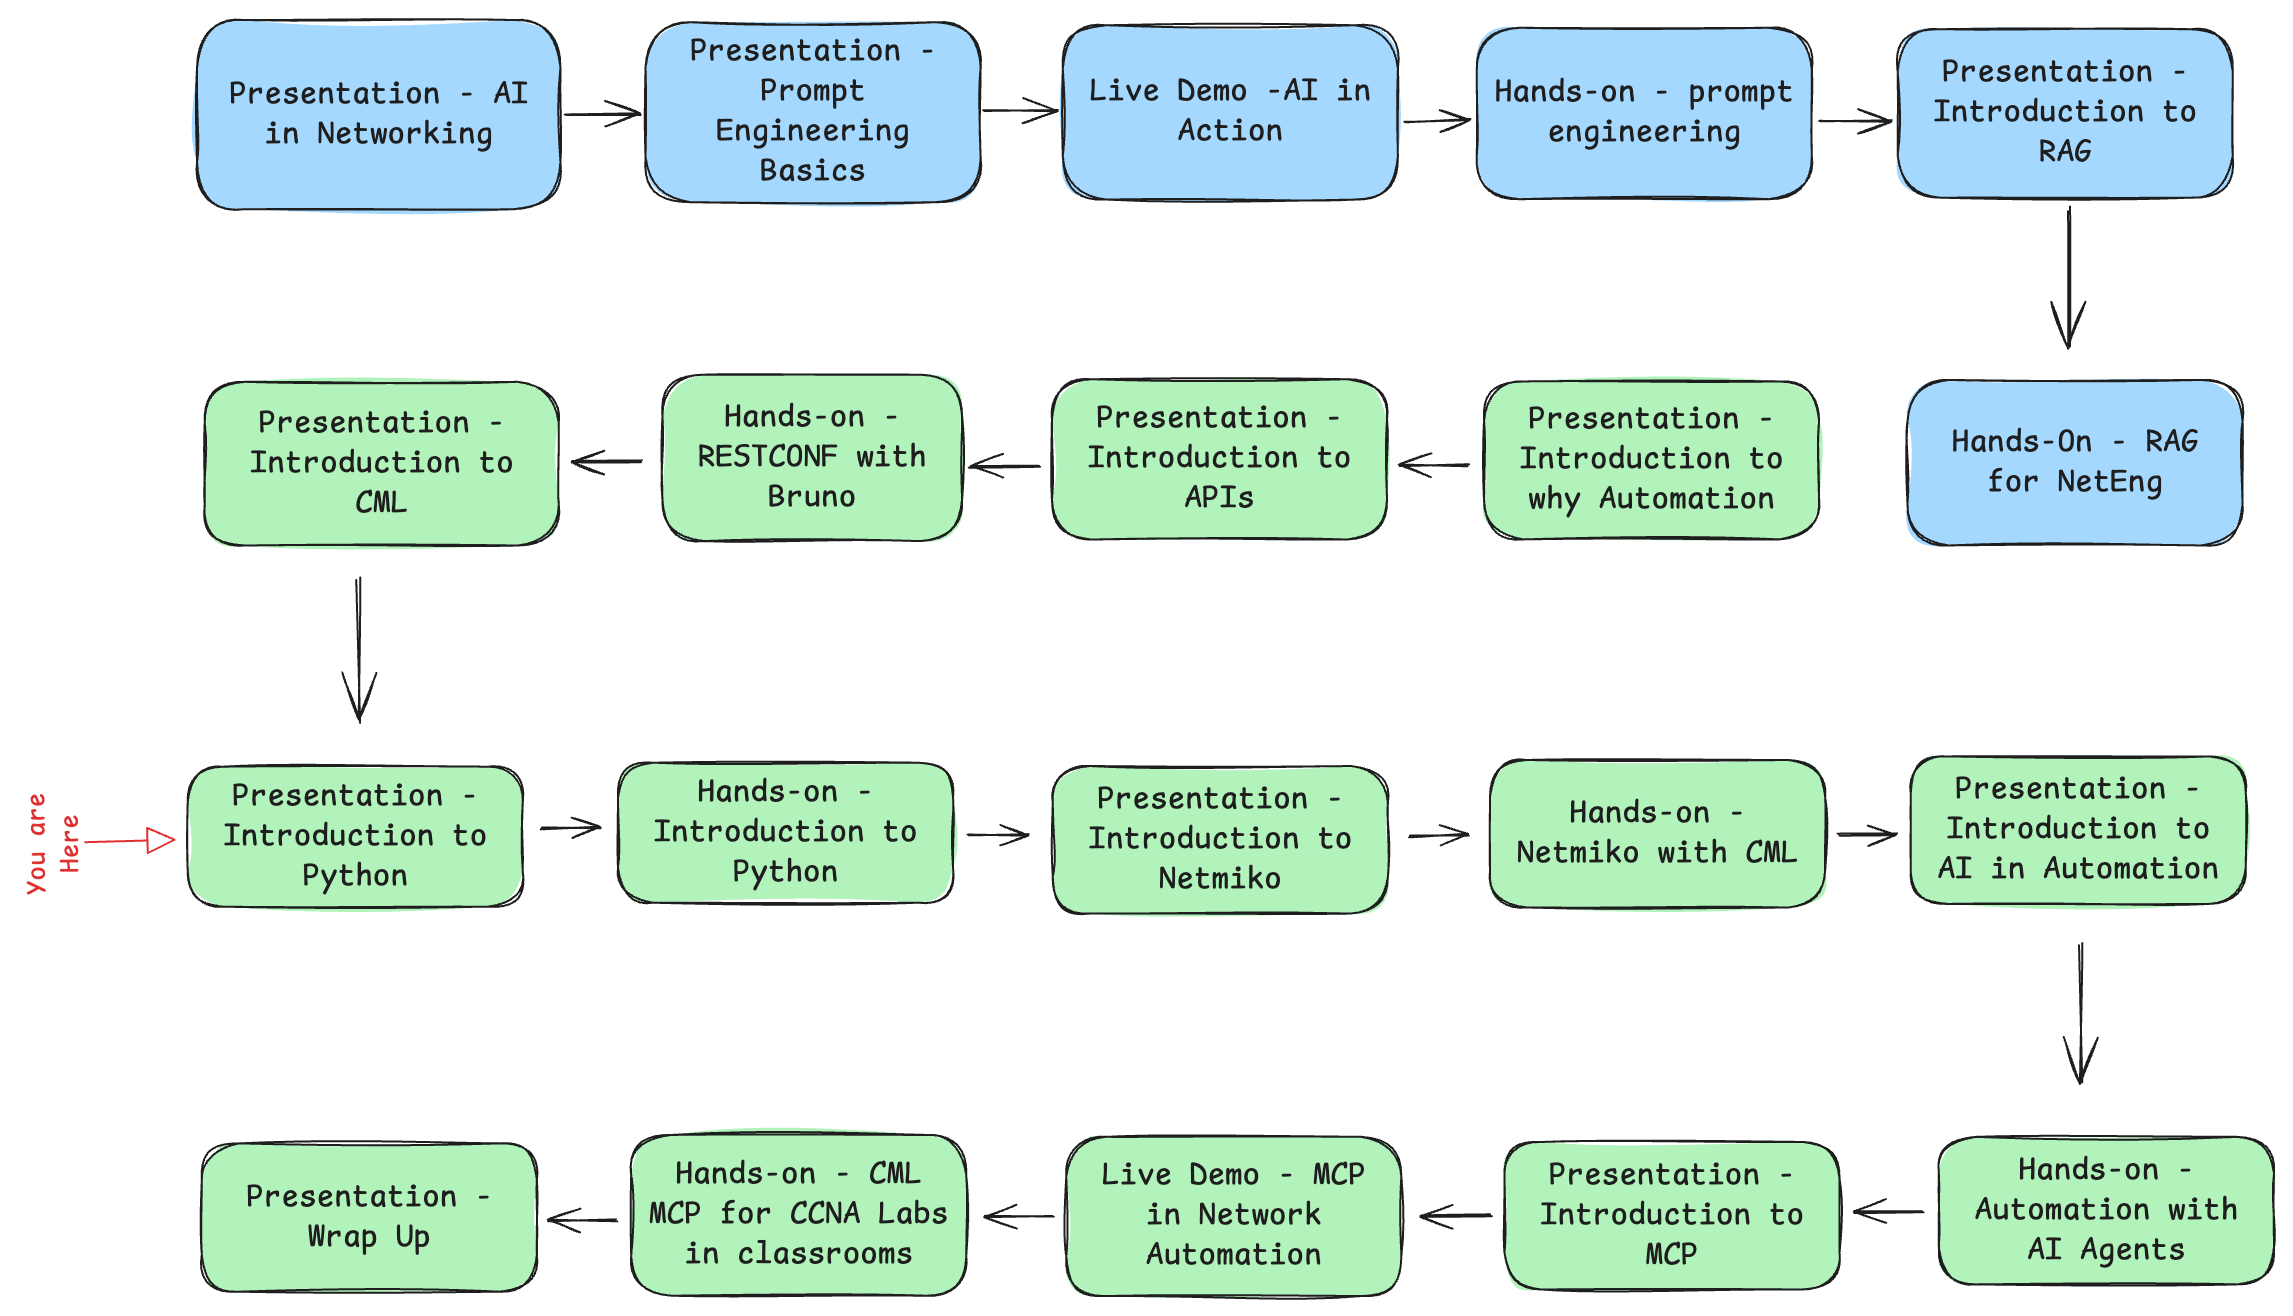 Presentation - AI
in Networking
Presentation -
Prompt
Engineering
Basics
Live Demo -AI in
Action
Hands-on - prompt
engineering
Presentation -
Introduction to
RAG
Presentation -
Introduction to
CML
Hands-on -
RESTCONF with
Bruno
Presentation -
Introduction to
APIs
Presentation -
Introduction to
why Automation
Hands-On - RAG
for NetEng
You are
Here
Presentation -
Introduction to
Python
Hands-on -
Introduction to
Python
Presentation -
Introduction to
Netmiko
Hands-on -
Netmiko with CML
Presentation -
Introduction to
AI in Automation
Presentation -
Wrap Up
Hands-on - CML
MCP for CCNA Labs
in classrooms
Live Demo - MCP
in Network
Automation
Presentation -
Introduction to
MCP
Hands-on -
Automation with
AI Agents